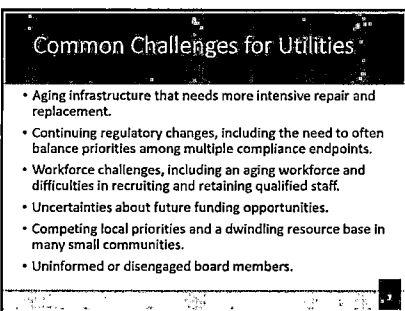 Common Challenges for Utilities
• Aging infrastructure that needs more intensive repair and
replacement.
• Continuing regulatory changes, including the need to often
balance priorities among multiple compliance endpoints.
• Workforce challenges, including an aging workforce and
difficulties in recruiting and retaining qualified staff.
• Uncertainties about future funding opportunities.
• Competing local priorities and a dwindling resource base in
many small communities.
• Uninformed or disengaged board members.